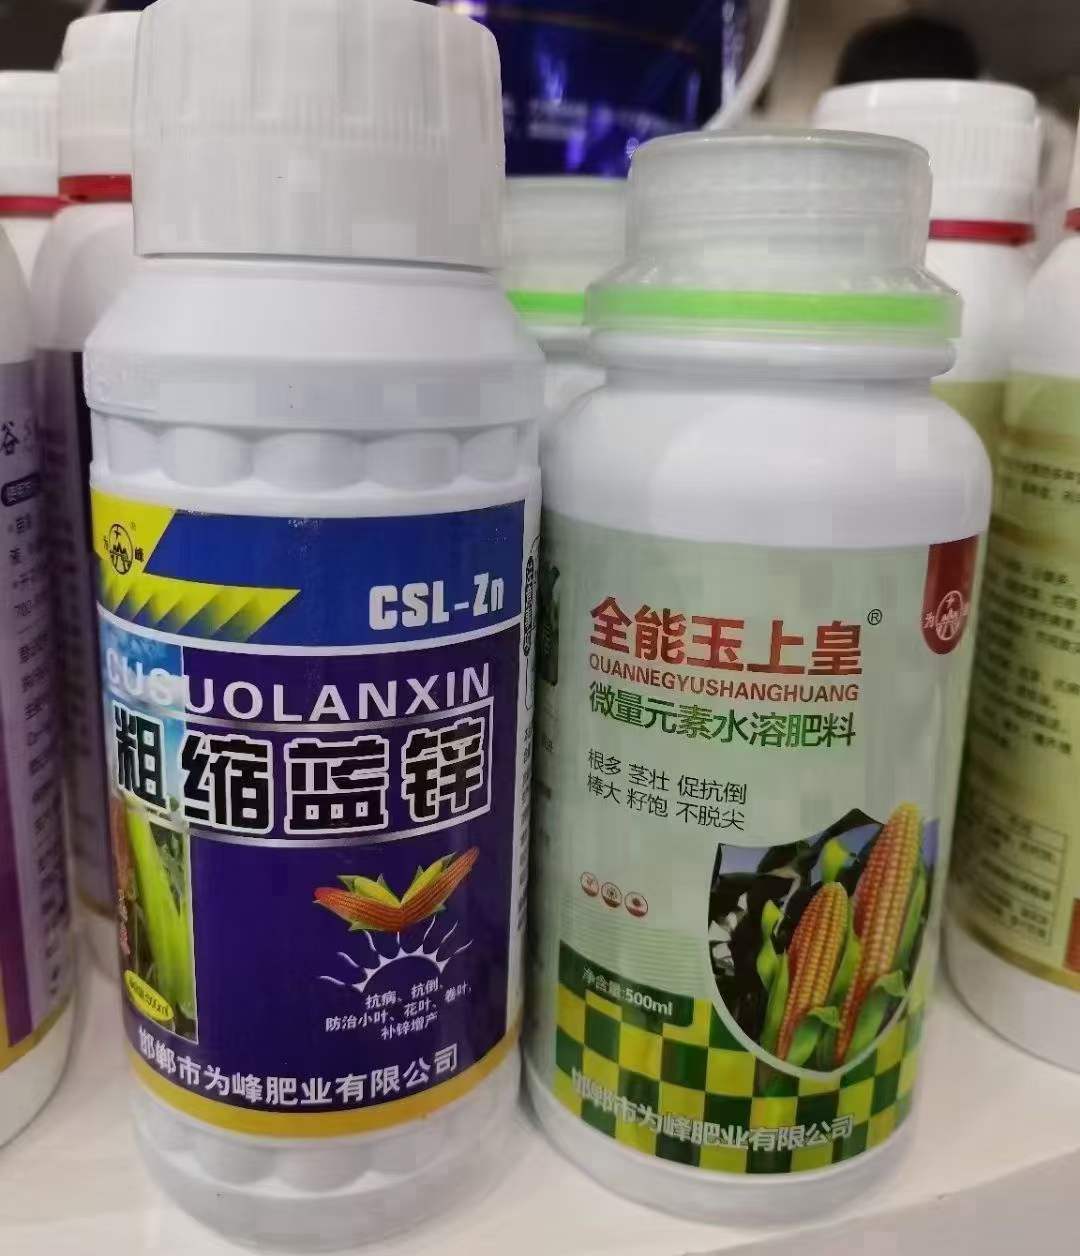 为峰
®
CSL-Zn
CUSUOLANXIN
粗缩蓝锌
抗病、抗倒、
防治小叶、花叶、卷叶、
补锌增产
邯郸市为峰肥业有限公司
全能玉上皇®
QUANNEGYUSHANGHUANG
微量元素水溶肥料
根多 茎壮 促抗倒
棒大 籽饱 不脱尖
净含量:500ml
邯郸市为峰肥业有限公司
谷